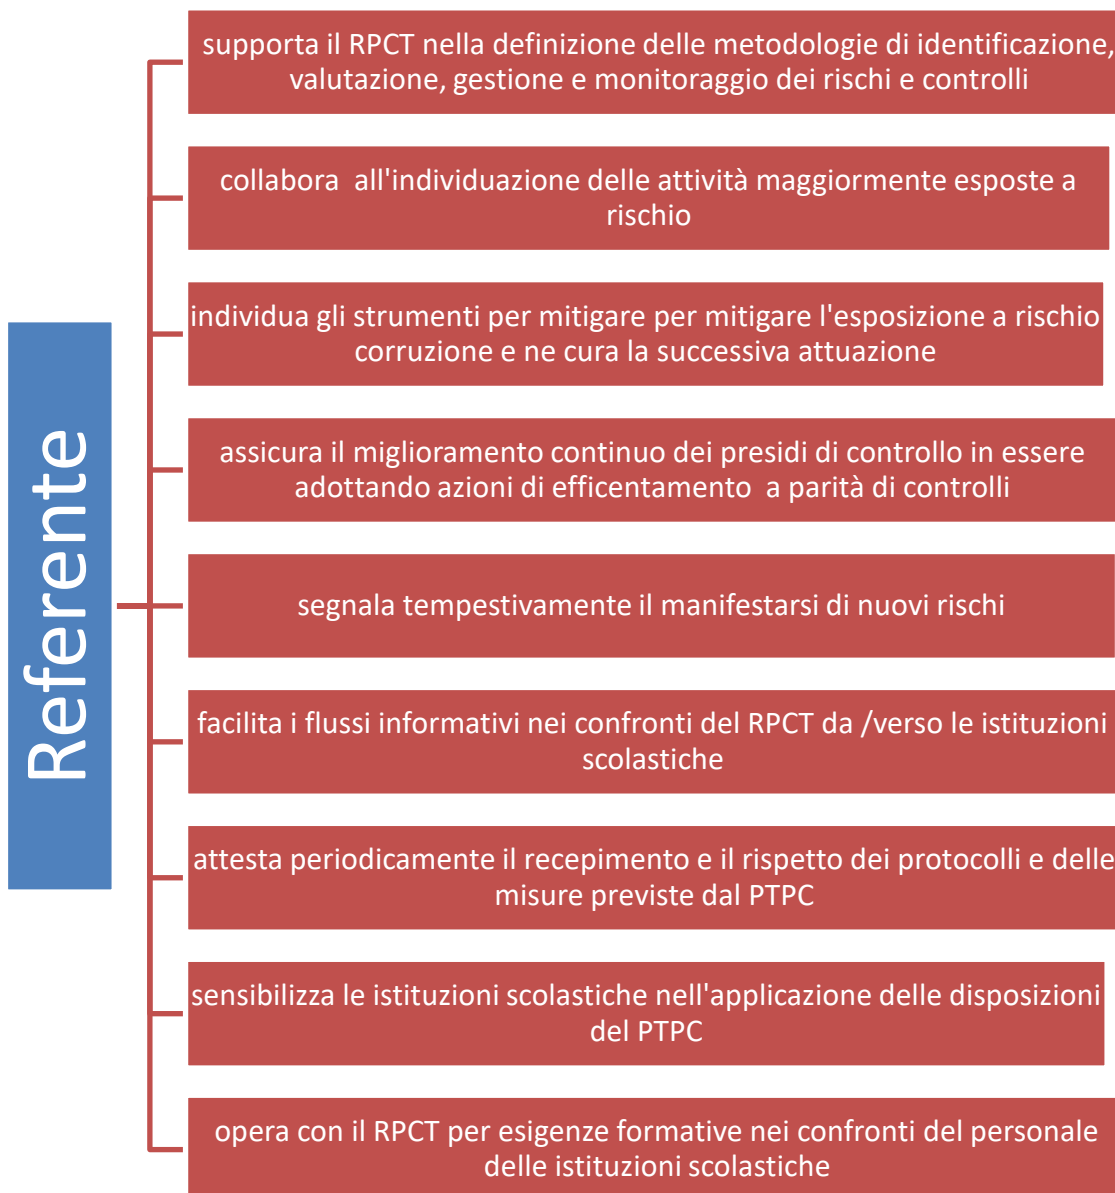 Referente
supporta il RPCT nella definizione delle metodologie di identificazione,
valutazione, gestione e monitoraggio dei rischi e controlli
collabora  all'individuazione delle attività maggiormente esposte a
rischio
individua gli strumenti per mitigare per mitigare l'esposizione a rischio
corruzione e ne cura la successiva attuazione
assicura il miglioramento continuo dei presidi di controllo in essere
adottando azioni di efficentamento  a parità di controlli
segnala tempestivamente il manifestarsi di nuovi rischi
facilita i flussi informativi nei confronti del RPCT da /verso le istituzioni
scolastiche
attesta periodicamente il recepimento e il rispetto dei protocolli e delle
misure previste dal PTPC
sensibilizza le istituzioni scolastiche nell'applicazione delle disposizioni
del PTPC
opera con il RPCT per esigenze formative nei confronti del personale
delle istituzioni scolastiche